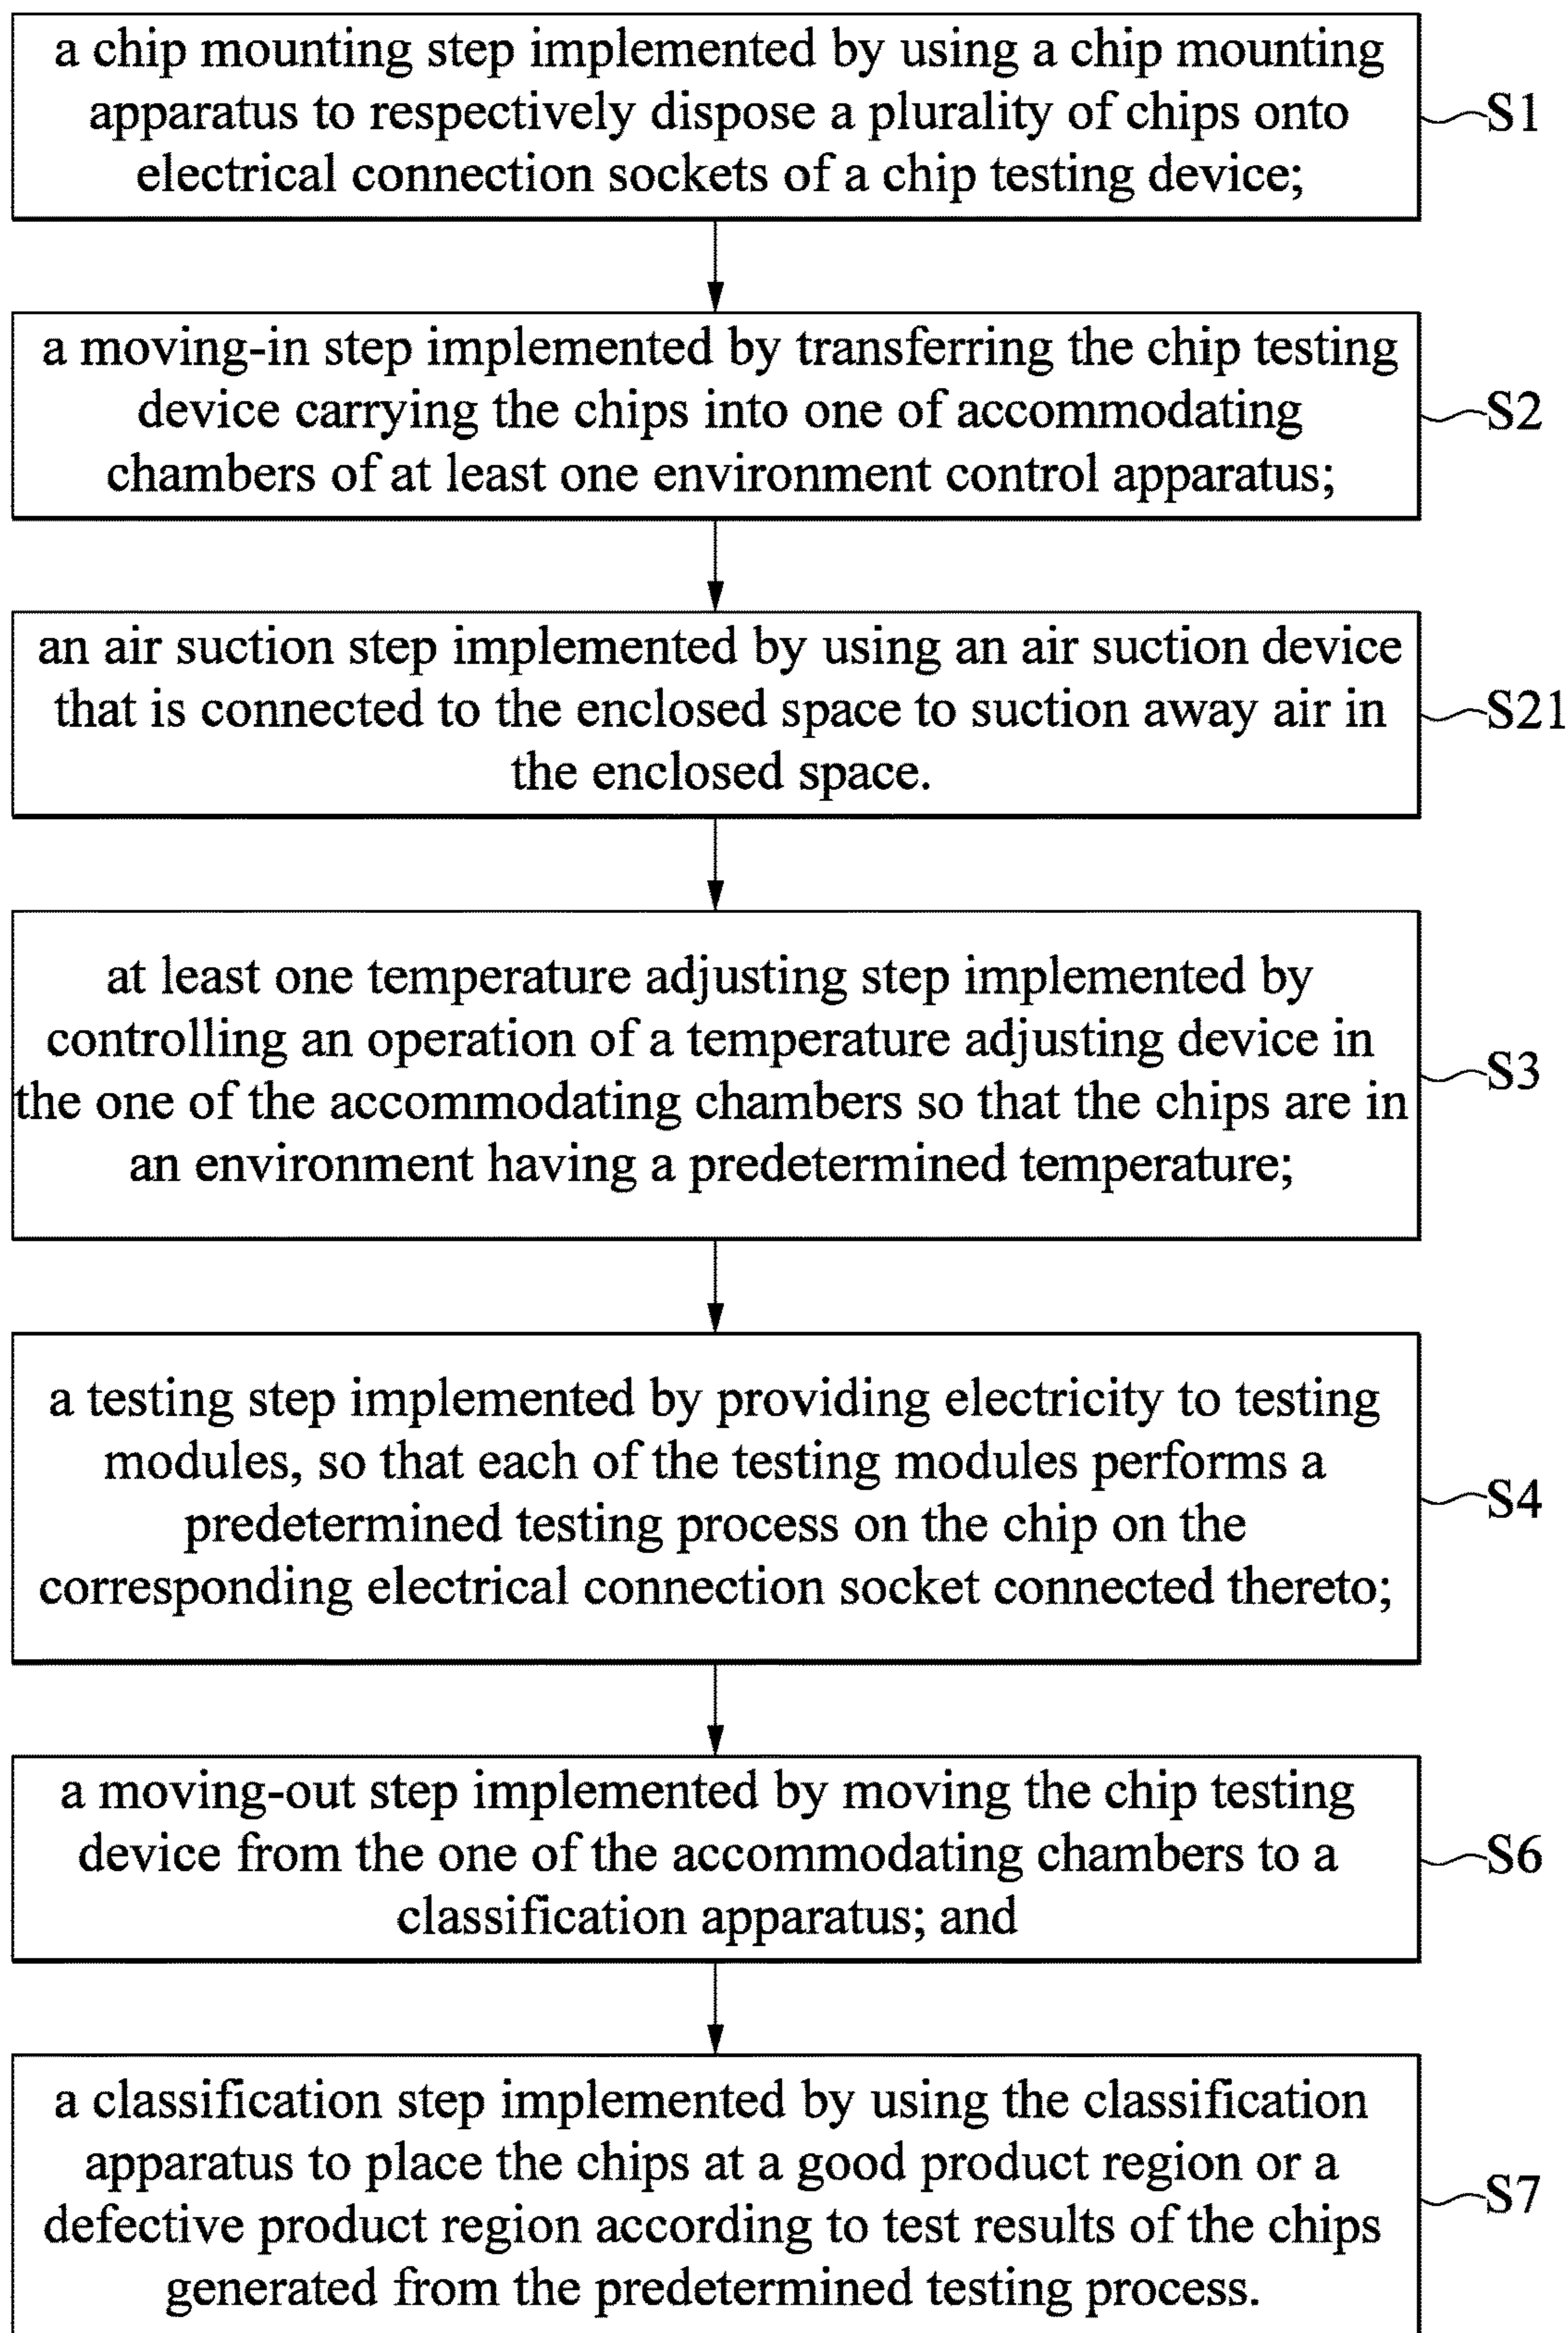 a chip mounting step implemented by using a chip mounting
apparatus to respectively dispose a plurality of chips onto
electrical connection sockets of a chip testing device;
S1
a moving-in step implemented by transferring the chip testing
device carrying the chips into one of accommodating
chambers of at least one environment control apparatus;
S2
an air suction step implemented by using an air suction device
that is connected to the enclosed space to suction away air in
the enclosed space.
S21
at least one temperature adjusting step implemented by
controlling an operation of a temperature adjusting device in
the one of the accommodating chambers so that the chips are in
an environment having a predetermined temperature;
S3
a testing step implemented by providing electricity to testing
modules, so that each of the testing modules performs a
predetermined testing process on the chip on the
corresponding electrical connection socket connected thereto;
S4
a moving-out step implemented by moving the chip testing
device from the one of the accommodating chambers to a
classification apparatus; and
S6
a classification step implemented by using the classification
apparatus to place the chips at a good product region or a
defective product region according to test results of the chips
generated from the predetermined testing process.
S7